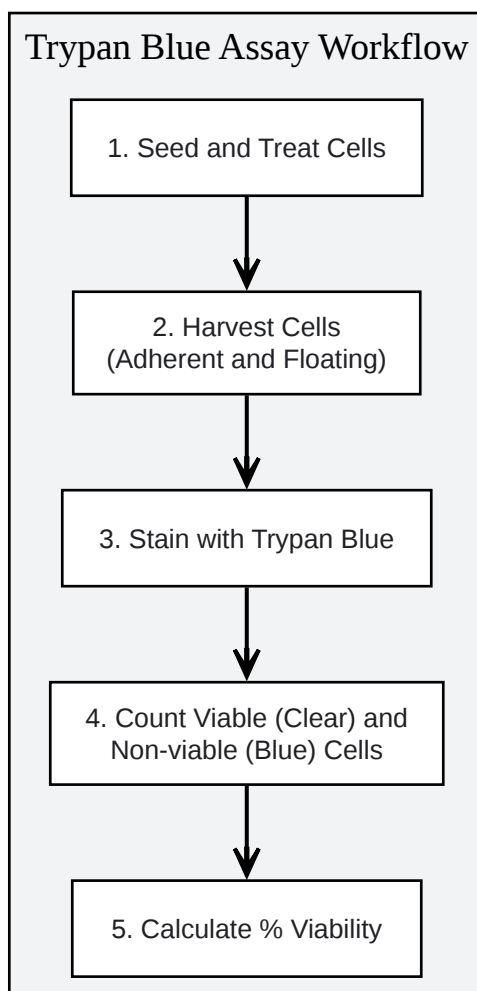 Trypan Blue Assay Workflow
1. Seed and Treat Cells
2. Harvest Cells
(Adherent and Floating)
3. Stain with Trypan Blue
4. Count Viable (Clear) and
Non-viable (Blue) Cells
5. Calculate % Viability